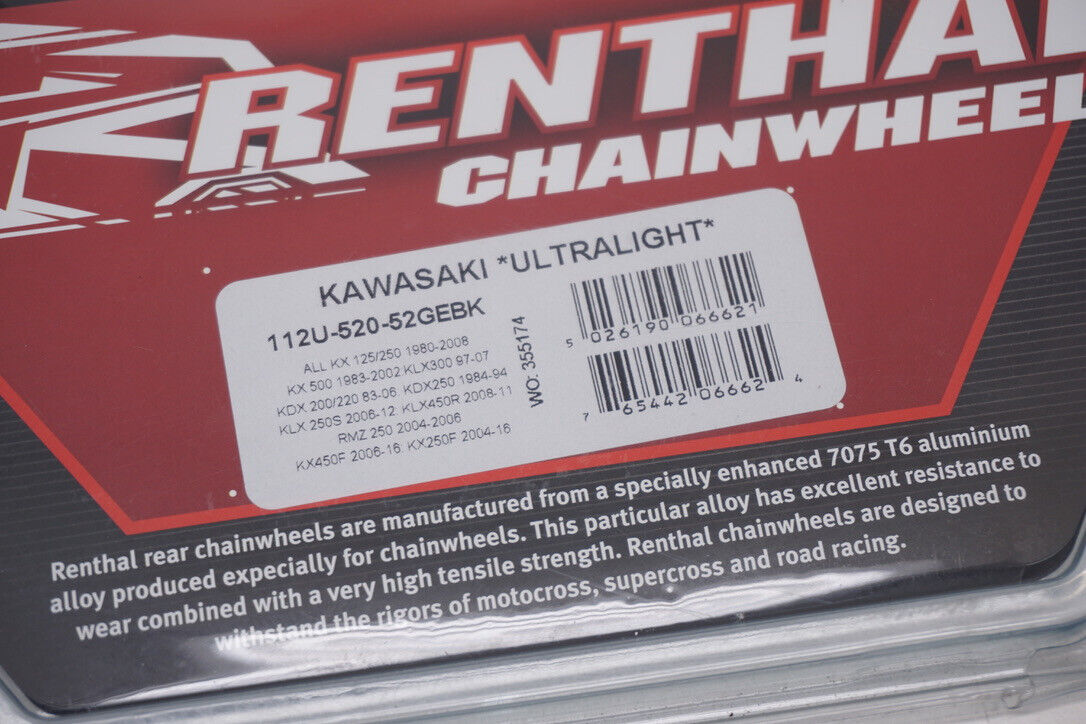 RENTHAL
CHAINWHEEL
KAWASAKI *ULTRALIGHT*
112U-520-52GEBK
ALL KX 125/250 1980-2008
KX 500 1983-2002 KLX300 97-07
KDX 200/220 83-06 KDX250 1984-94
KLX 250S 2006-12 KLX450R 2008-11
RMZ 250 2004-2006
KX450F 2006-16 KX250F 2004-16
WO: 355174
5 026190 066621
7 65442 06662 4
Renthal rear chainwheels are manufactured from a specially enhanced 7075 T6 aluminium
alloy produced expecially for chainwheels. This particular alloy has excellent resistance to
wear combined with a very high tensile strength. Renthal chainwheels are designed to
withstand the rigors of motocross, supercross and road racing.